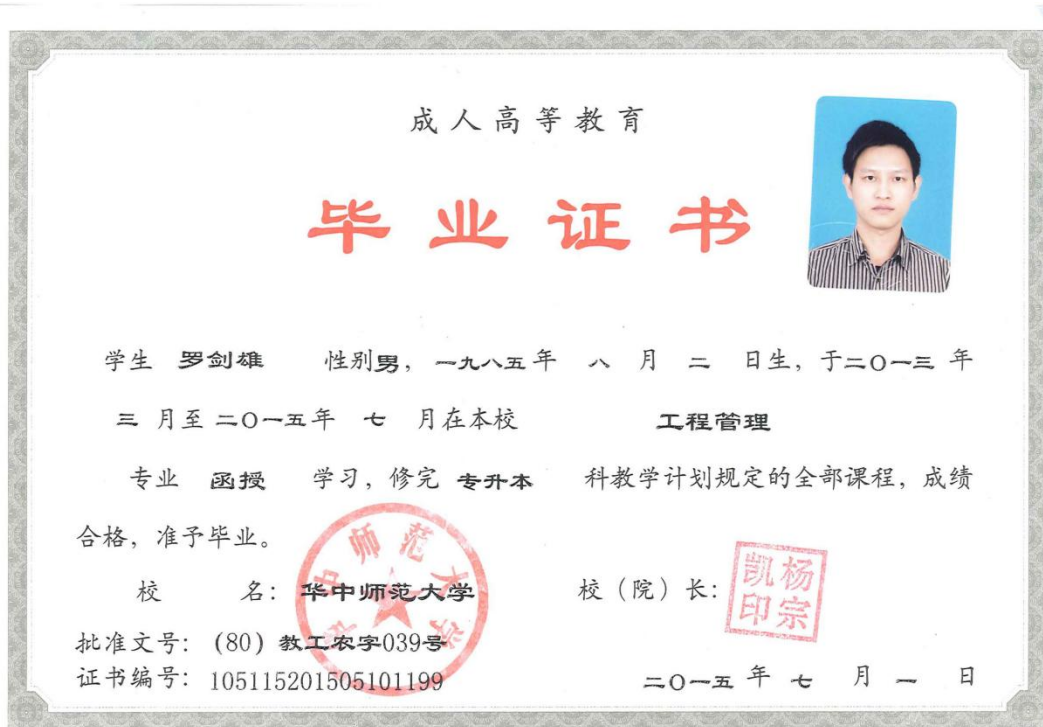 成人高等教育
毕业证书
学生 罗剑雄 性别男, 一九八五年 八 月 二 日生, 于二〇一三 年
三 月至 二〇一五年 七 月在本校 工程管理
专业 函授 学习, 修完 专升本 科教学计划规定的全部课程, 成绩
合格, 准予毕业。
校 名: 华中师范大学 校(院)长: 杨宗凯印
华中师范大学
批准文号: (80) 教工农字039号
证书编号: 105115201505101199 二〇一五 年 七 月 一 日